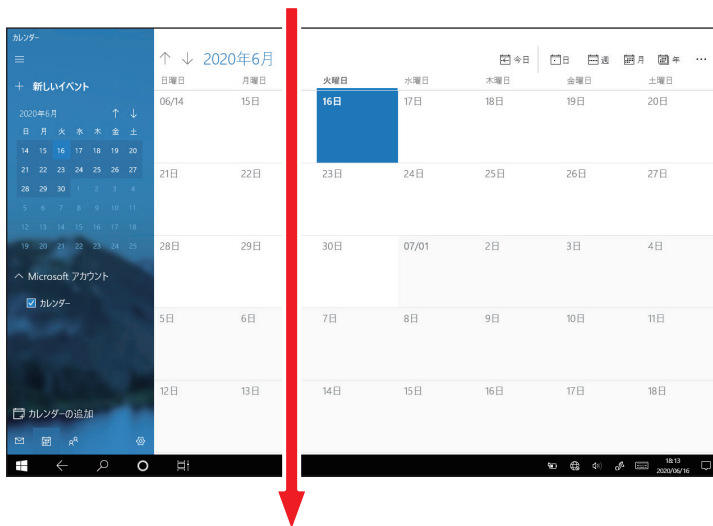 カレンダー
2020年6月
今日 日 週 月 年 ...
+ 新しいイベント
日曜日 月曜日 火曜日 水曜日 木曜日 金曜日 土曜日
06/14 15日 16日 17日 18日 19日 20日
2020年6月
日 月 火 水 木 金 土
14 15 16 17 18 19 20
21 22 23 24 25 26 27
28 29 30 1 2 3 4
5 6 7 8 9 10 11
12 13 14 15 16 17 18
19 20 21 22 23 24 25
21日 22日 23日 24日 25日 26日 27日
28日 29日 30日 07/01 2日 3日 4日
Microsoft アカウント
カレンダー
5日 6日 7日 8日 9日 10日 11日
12日 13日 14日 15日 16日 17日 18日
カレンダーの追加
18:13
2020/06/16